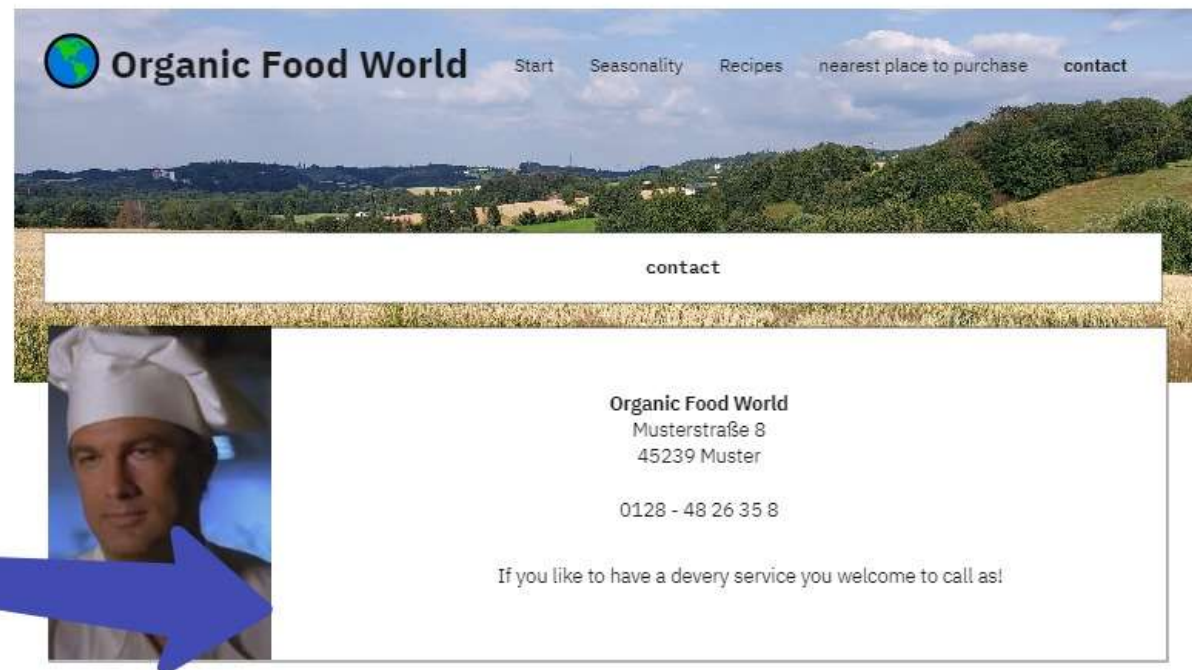 Organic Food World
Start Seasonality Recipes nearest place to purchase contact
contact
Organic Food World
Musterstraße 8
45239 Muster
0128 - 48 26 35 8
If you like to have a devery service you welcome to call as!